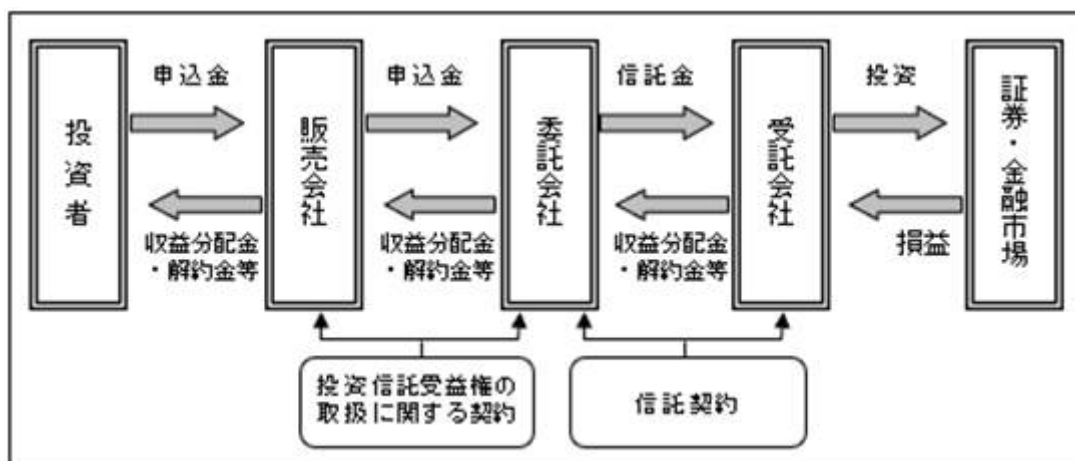 投資者
申込金
収益分配金
・解約金等
販売会社
申込金
収益分配金
・解約金等
委託会社
信託金
収益分配金
・解約金等
受託会社
投資
損益
証券・金融市場
投資信託受益権の
取扱に関する契約
信託契約